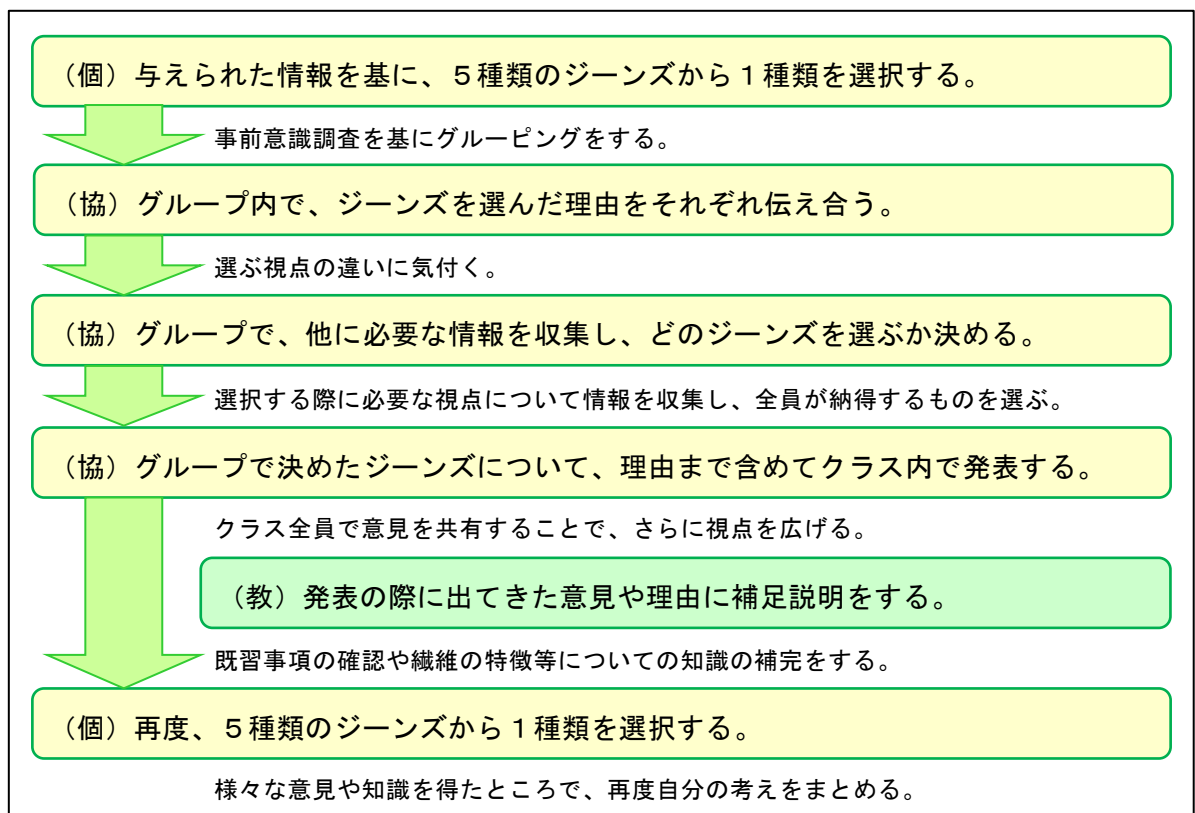 （個）与えられた情報を基に、５種類のジーンズから１種類を選択する。
事前意識調査を基にグルーピングをする。
（協）グループ内で、ジーンズを選んだ理由をそれぞれ伝え合う。
選ぶ視点の違いに気付く。
（協）グループで、他に必要な情報を収集し、どのジーンズを選ぶか決める。
選択する際に必要な視点について情報を収集し、全員が納得するものを選ぶ。
（協）グループで決めたジーンズについて、理由まで含めてクラス内で発表する。
クラス全員で意見を共有することで、さらに視点を広げる。
（教）発表の際に出てきた意見や理由に補足説明をする。
既習事項の確認や繊維の特徴等についての知識の補完をする。
（個）再度、５種類のジーンズから１種類を選択する。
様々な意見や知識を得たところで、再度自分の考えをまとめる。